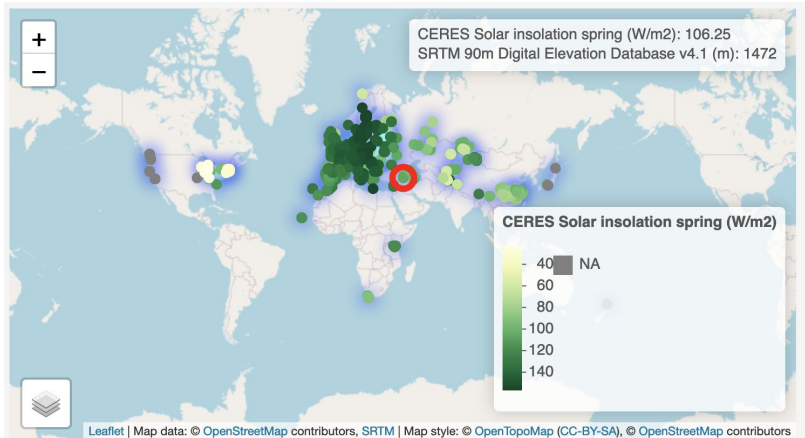 +
−
CERES Solar insolation spring (W/m2): 106.25
SRTM 90m Digital Elevation Database v4.1 (m): 1472
CERES Solar insolation spring (W/m2)
40 NA
60
80
100
120
140
Leaflet | Map data: © OpenStreetMap contributors, SRTM | Map style: © OpenTopoMap (CC-BY-SA), © OpenStreetMap contributors